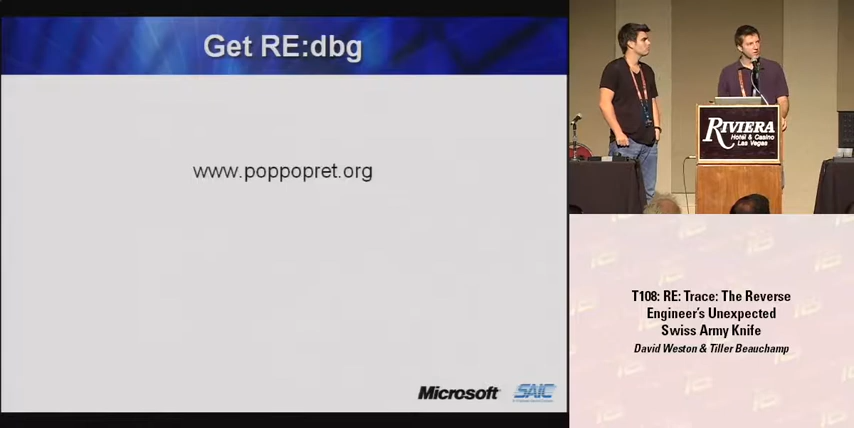 Get RE:dbg
www.poppopret.org
Microsoft
SAIC
RIVIERA
Hotel & Casino
Las Vegas
T108: RE: Trace: The Reverse
Engineer's Unexpected
Swiss Army Knife
David Weston & Tiller Beauchamp